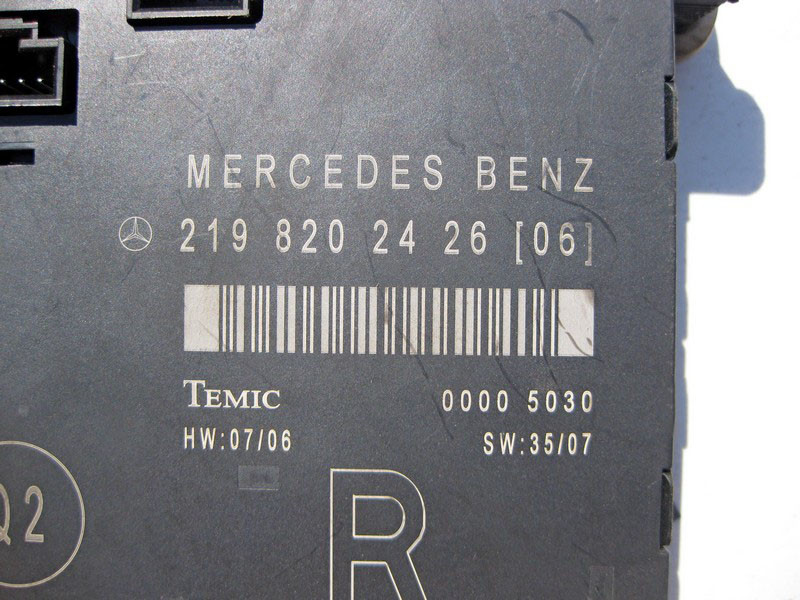 MERCEDES BENZ
219 820 24 26 [06]
TEMIC 0000 5030
HW:07/06 SW:35/07
Q2
R